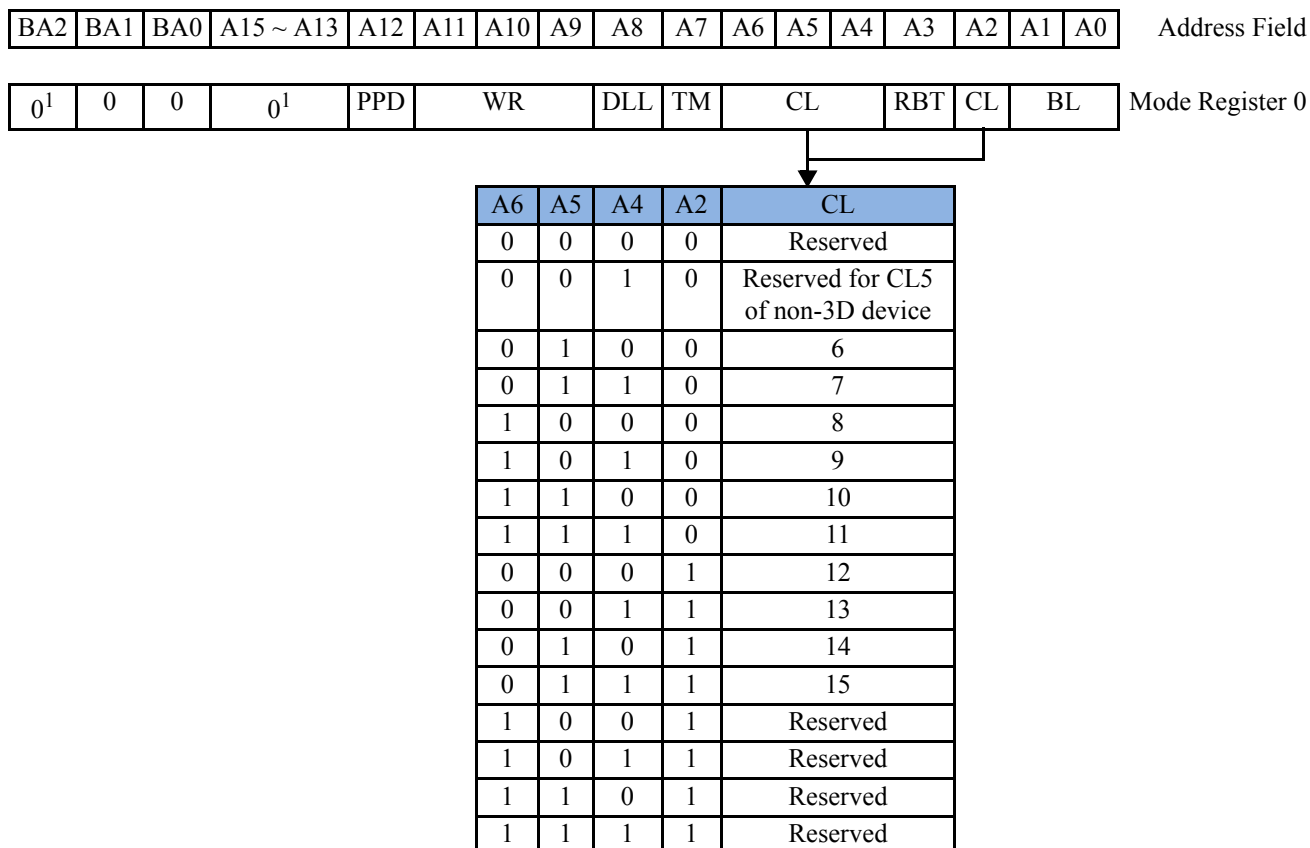 BA2 BA1 BA0 A15 ~ A13 A12 A11 A10 A9 A8 A7 A6 A5 A4 A3 A2 A1 A0 Address Field
0¹ 0 0 0¹ PPD WR DLL TM CL RBT CL BL Mode Register 0
A6 A5 A4 A2 CL
0 0 0 0 Reserved
0 0 1 0 Reserved for CL5
of non-3D device
0 1 0 0 6
0 1 1 0 7
1 0 0 0 8
1 0 1 0 9
1 1 0 0 10
1 1 1 0 11
0 0 0 1 12
0 0 1 1 13
0 1 0 1 14
0 1 1 1 15
1 0 0 1 Reserved
1 0 1 1 Reserved
1 1 0 1 Reserved
1 1 1 1 Reserved